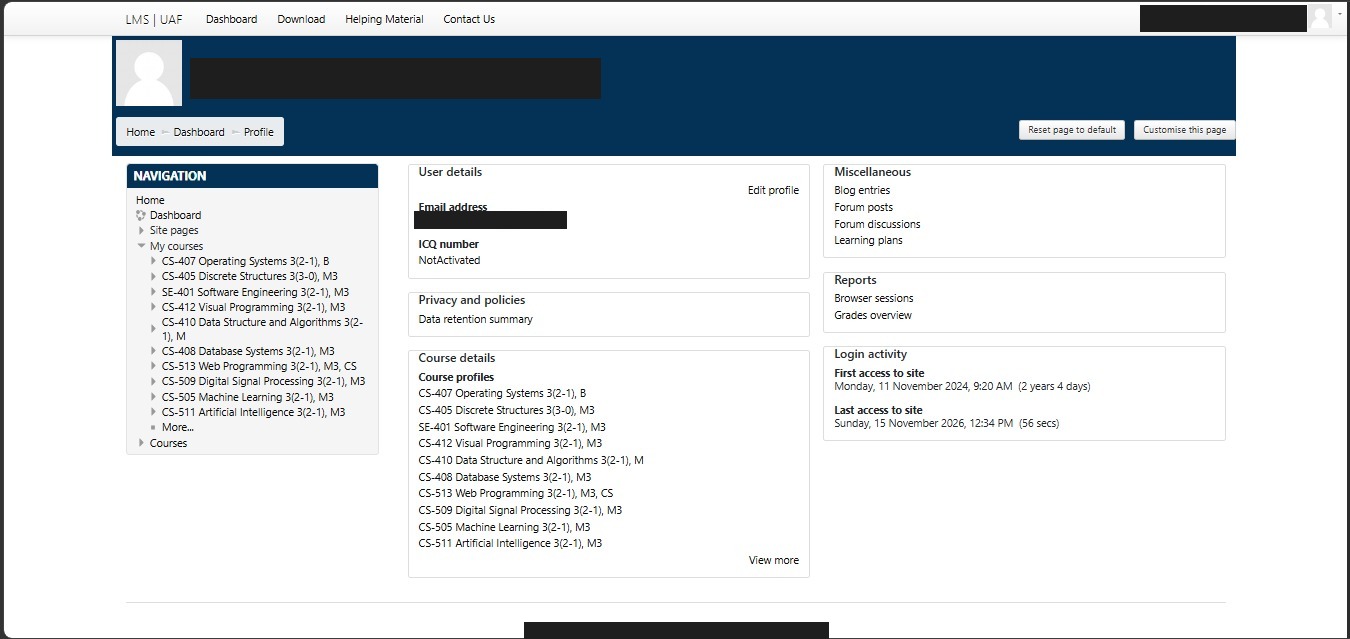 LMS | UAF
Dashboard
Download
Helping Material
Contact Us
Home
Dashboard
Profile
Reset page to default
Customise this page
NAVIGATION
Home
Dashboard
Site pages
My courses
CS-407 Operating Systems 3(2-1), B
CS-405 Discrete Structures 3(3-0), M3
SE-401 Software Engineering 3(2-1), M3
CS-412 Visual Programming 3(2-1), M3
CS-410 Data Structure and Algorithms 3(2-
1), M
CS-408 Database Systems 3(2-1), M3
CS-513 Web Programming 3(2-1), M3, CS
CS-509 Digital Signal Processing 3(2-1), M3
CS-505 Machine Learning 3(2-1), M3
CS-511 Artificial Intelligence 3(2-1), M3
More...
Courses
User details
Edit profile
Email address
ICQ number
NotActivated
Privacy and policies
Data retention summary
Course details
Course profiles
CS-407 Operating Systems 3(2-1), B
CS-405 Discrete Structures 3(3-0), M3
SE-401 Software Engineering 3(2-1), M3
CS-412 Visual Programming 3(2-1), M3
CS-410 Data Structure and Algorithms 3(2-1), M
CS-408 Database Systems 3(2-1), M3
CS-513 Web Programming 3(2-1), M3, CS
CS-509 Digital Signal Processing 3(2-1), M3
CS-505 Machine Learning 3(2-1), M3
CS-511 Artificial Intelligence 3(2-1), M3
View more
Miscellaneous
Blog entries
Forum posts
Forum discussions
Learning plans
Reports
Browser sessions
Grades overview
Login activity
First access to site
Monday, 11 November 2024, 9:20 AM (2 years 4 days)
Last access to site
Sunday, 15 November 2026, 12:34 PM (56 secs)